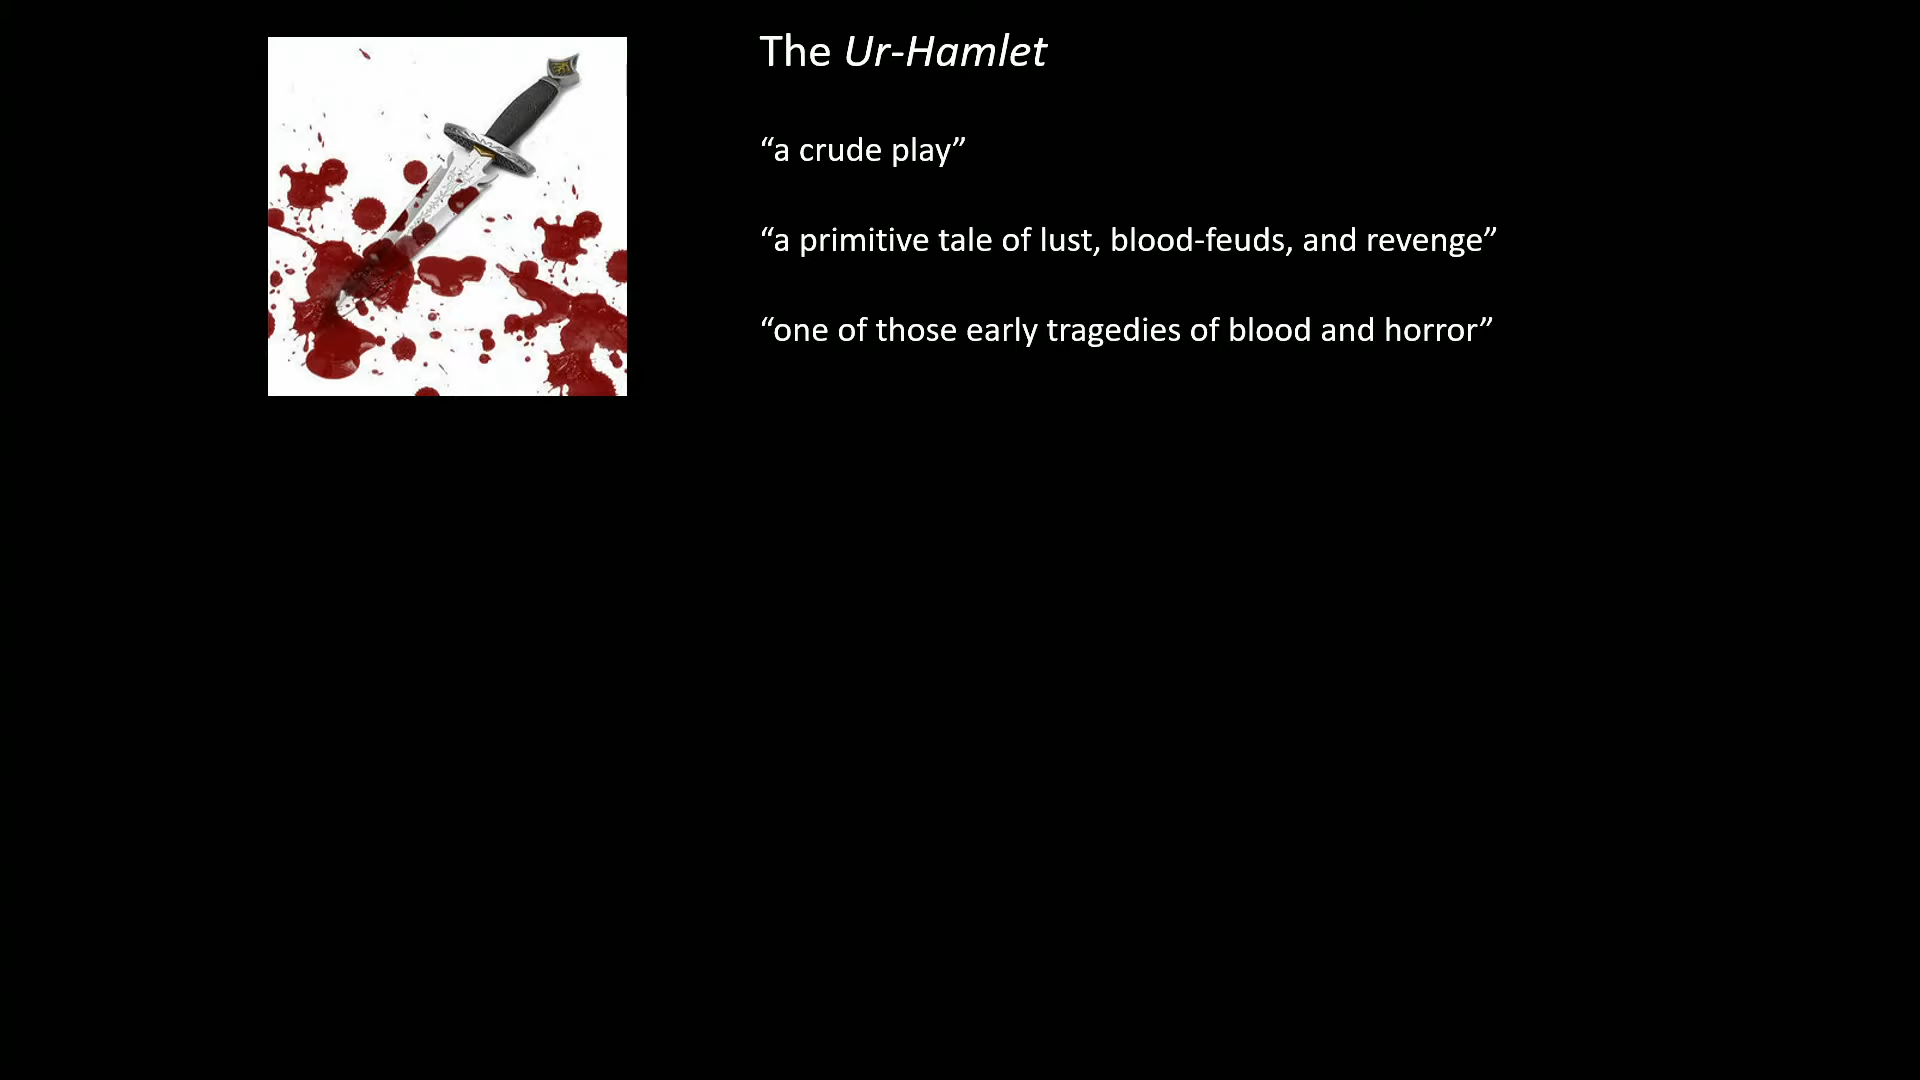 The Ur-Hamlet
“a crude play”
“a primitive tale of lust, blood-feuds, and revenge”
“one of those early tragedies of blood and horror”